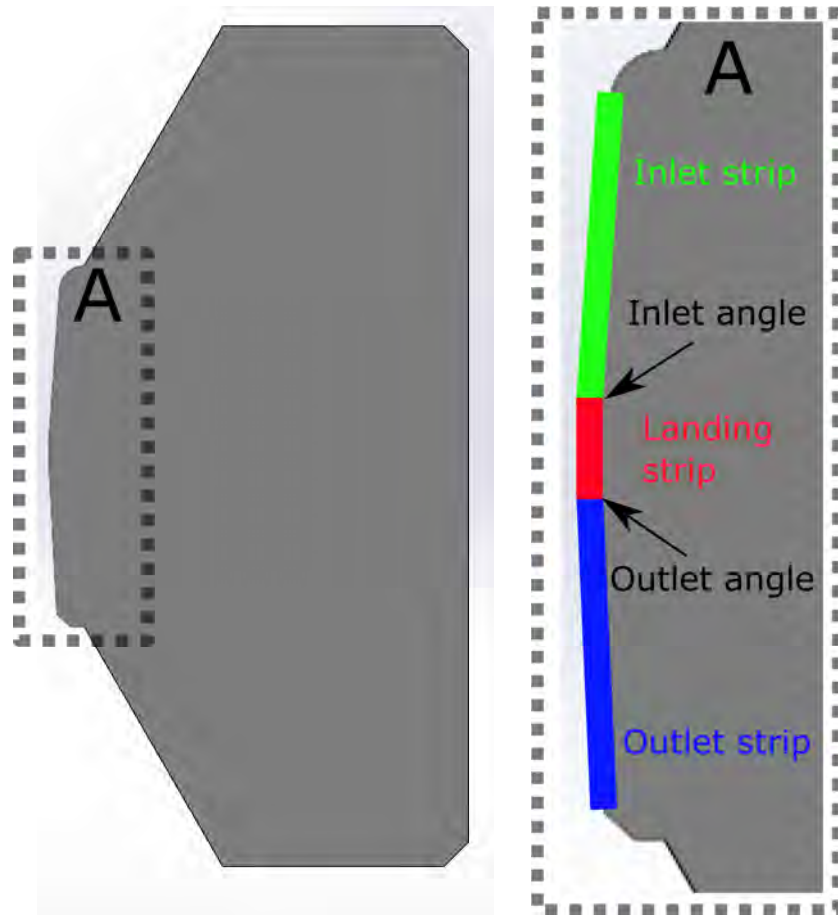 A
A
Inlet strip
Inlet angle
Landing
strip
Outlet angle
Outlet strip